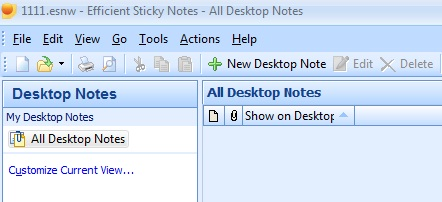 1111.esnw - Efficient Sticky Notes - All Desktop Notes
File Edit View Go Tools Actions Help
New Desktop Note Edit Delete
Desktop Notes
All Desktop Notes
My Desktop Notes
Show on Desktop
All Desktop Notes
Customize Current View...